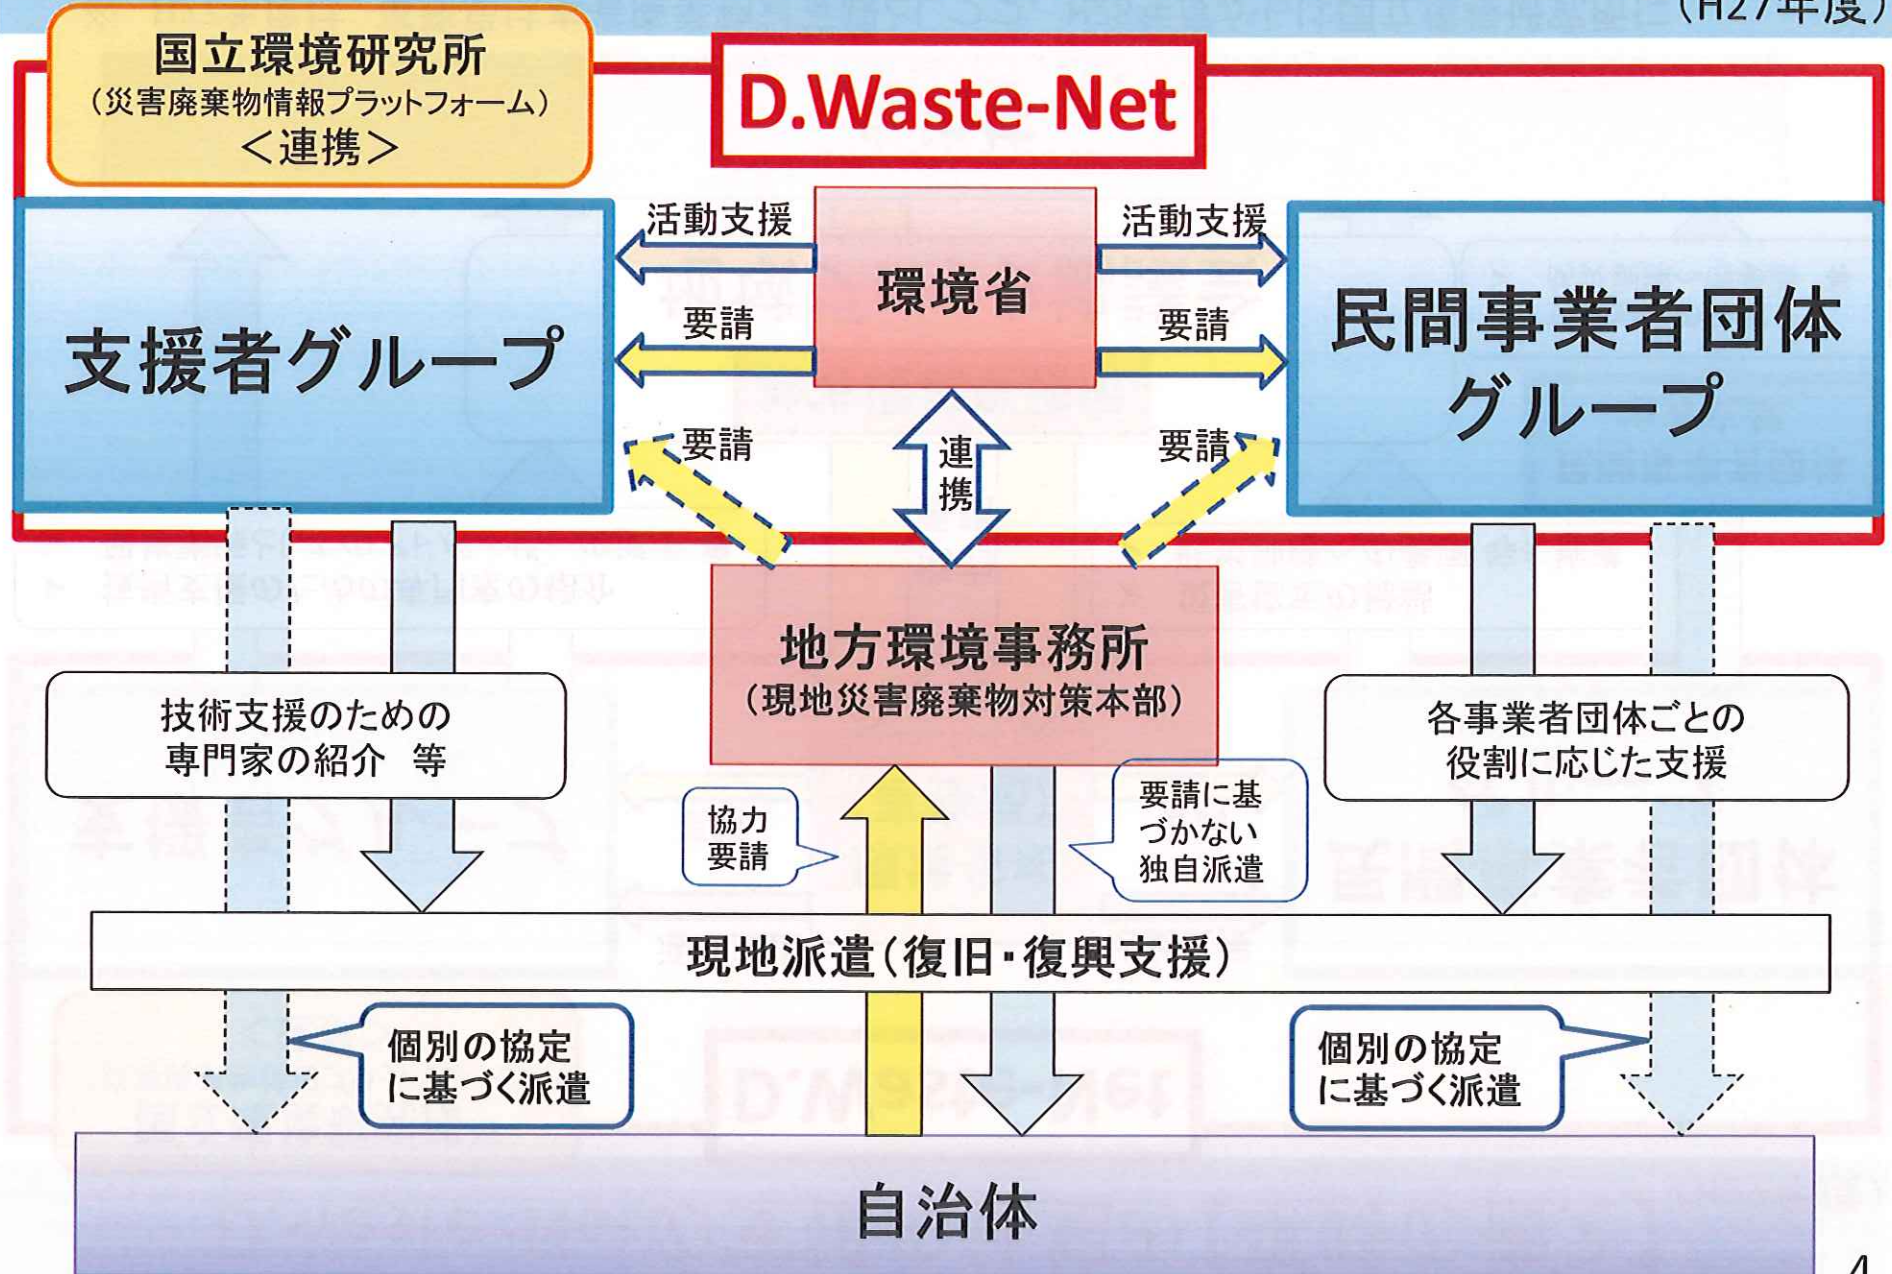 (H27年度)
国立環境研究所
(災害廃棄物情報プラットフォーム)
<連携>
D.Waste-Net
支援者グループ
活動支援
要請
要請
環境省
連携
活動支援
要請
要請
民間事業者団体
グループ
地方環境事務所
(現地災害廃棄物対策本部)
技術支援のための
専門家の紹介 等
協力
要請
要請に基
づかない
独自派遣
各事業者団体ごとの
役割に応じた支援
現地派遣(復旧・復興支援)
個別の協定
に基づく派遣
個別の協定
に基づく派遣
自治体
4